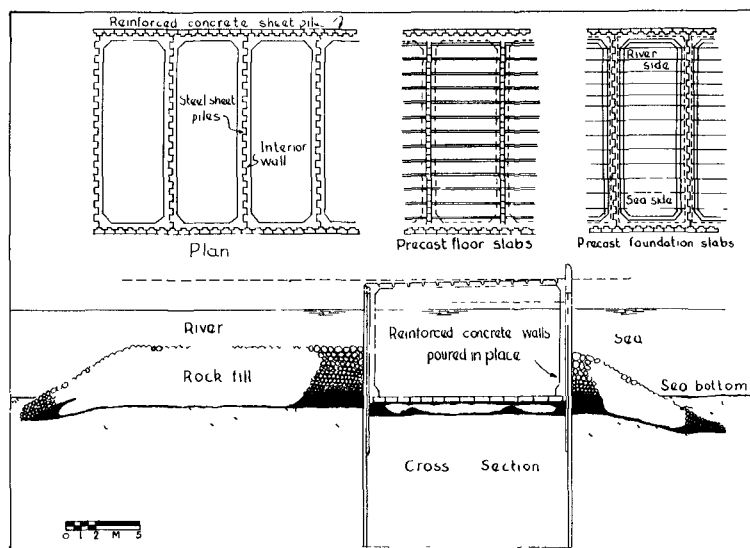 Reinforced concrete sheet piles
Steel sheet
piles
Interior
wall
Plan
Precast floor slabs
River
side
Sea side
Precast foundation slabs
River
Rock fill
Reinforced concrete walls
poured in place
Sea
Sea bottom
Cross Section
0 1 2 M 5